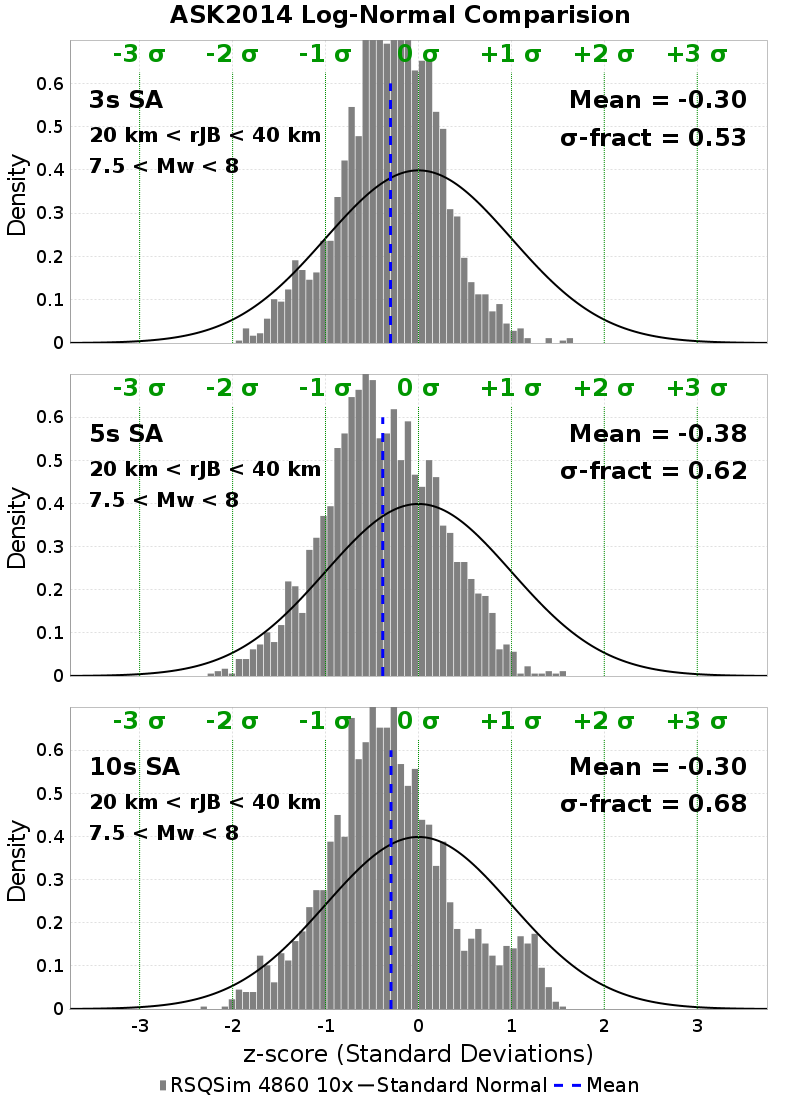 ASK2014 Log-Normal Comparision
-3 σ -2 σ -1 σ 0 σ +1 σ +2 σ +3 σ
0.6
3s SA Mean = -0.30
0.5
20 km < rJB < 40 km σ-fract = 0.53
7.5 < Mw < 8
0.4
0.3
0.2
0.1
0
Density
-3 σ -2 σ -1 σ 0 σ +1 σ +2 σ +3 σ
0.6
5s SA Mean = -0.38
0.5
20 km < rJB < 40 km σ-fract = 0.62
7.5 < Mw < 8
0.4
0.3
0.2
0.1
0
Density
-3 σ -2 σ -1 σ 0 σ +1 σ +2 σ +3 σ
0.6
10s SA Mean = -0.30
0.5
20 km < rJB < 40 km σ-fract = 0.68
7.5 < Mw < 8
0.4
0.3
0.2
0.1
0
Density
-3 -2 -1 0 1 2 3
z-score (Standard Deviations)
RSQSim 4860 10x Standard Normal Mean